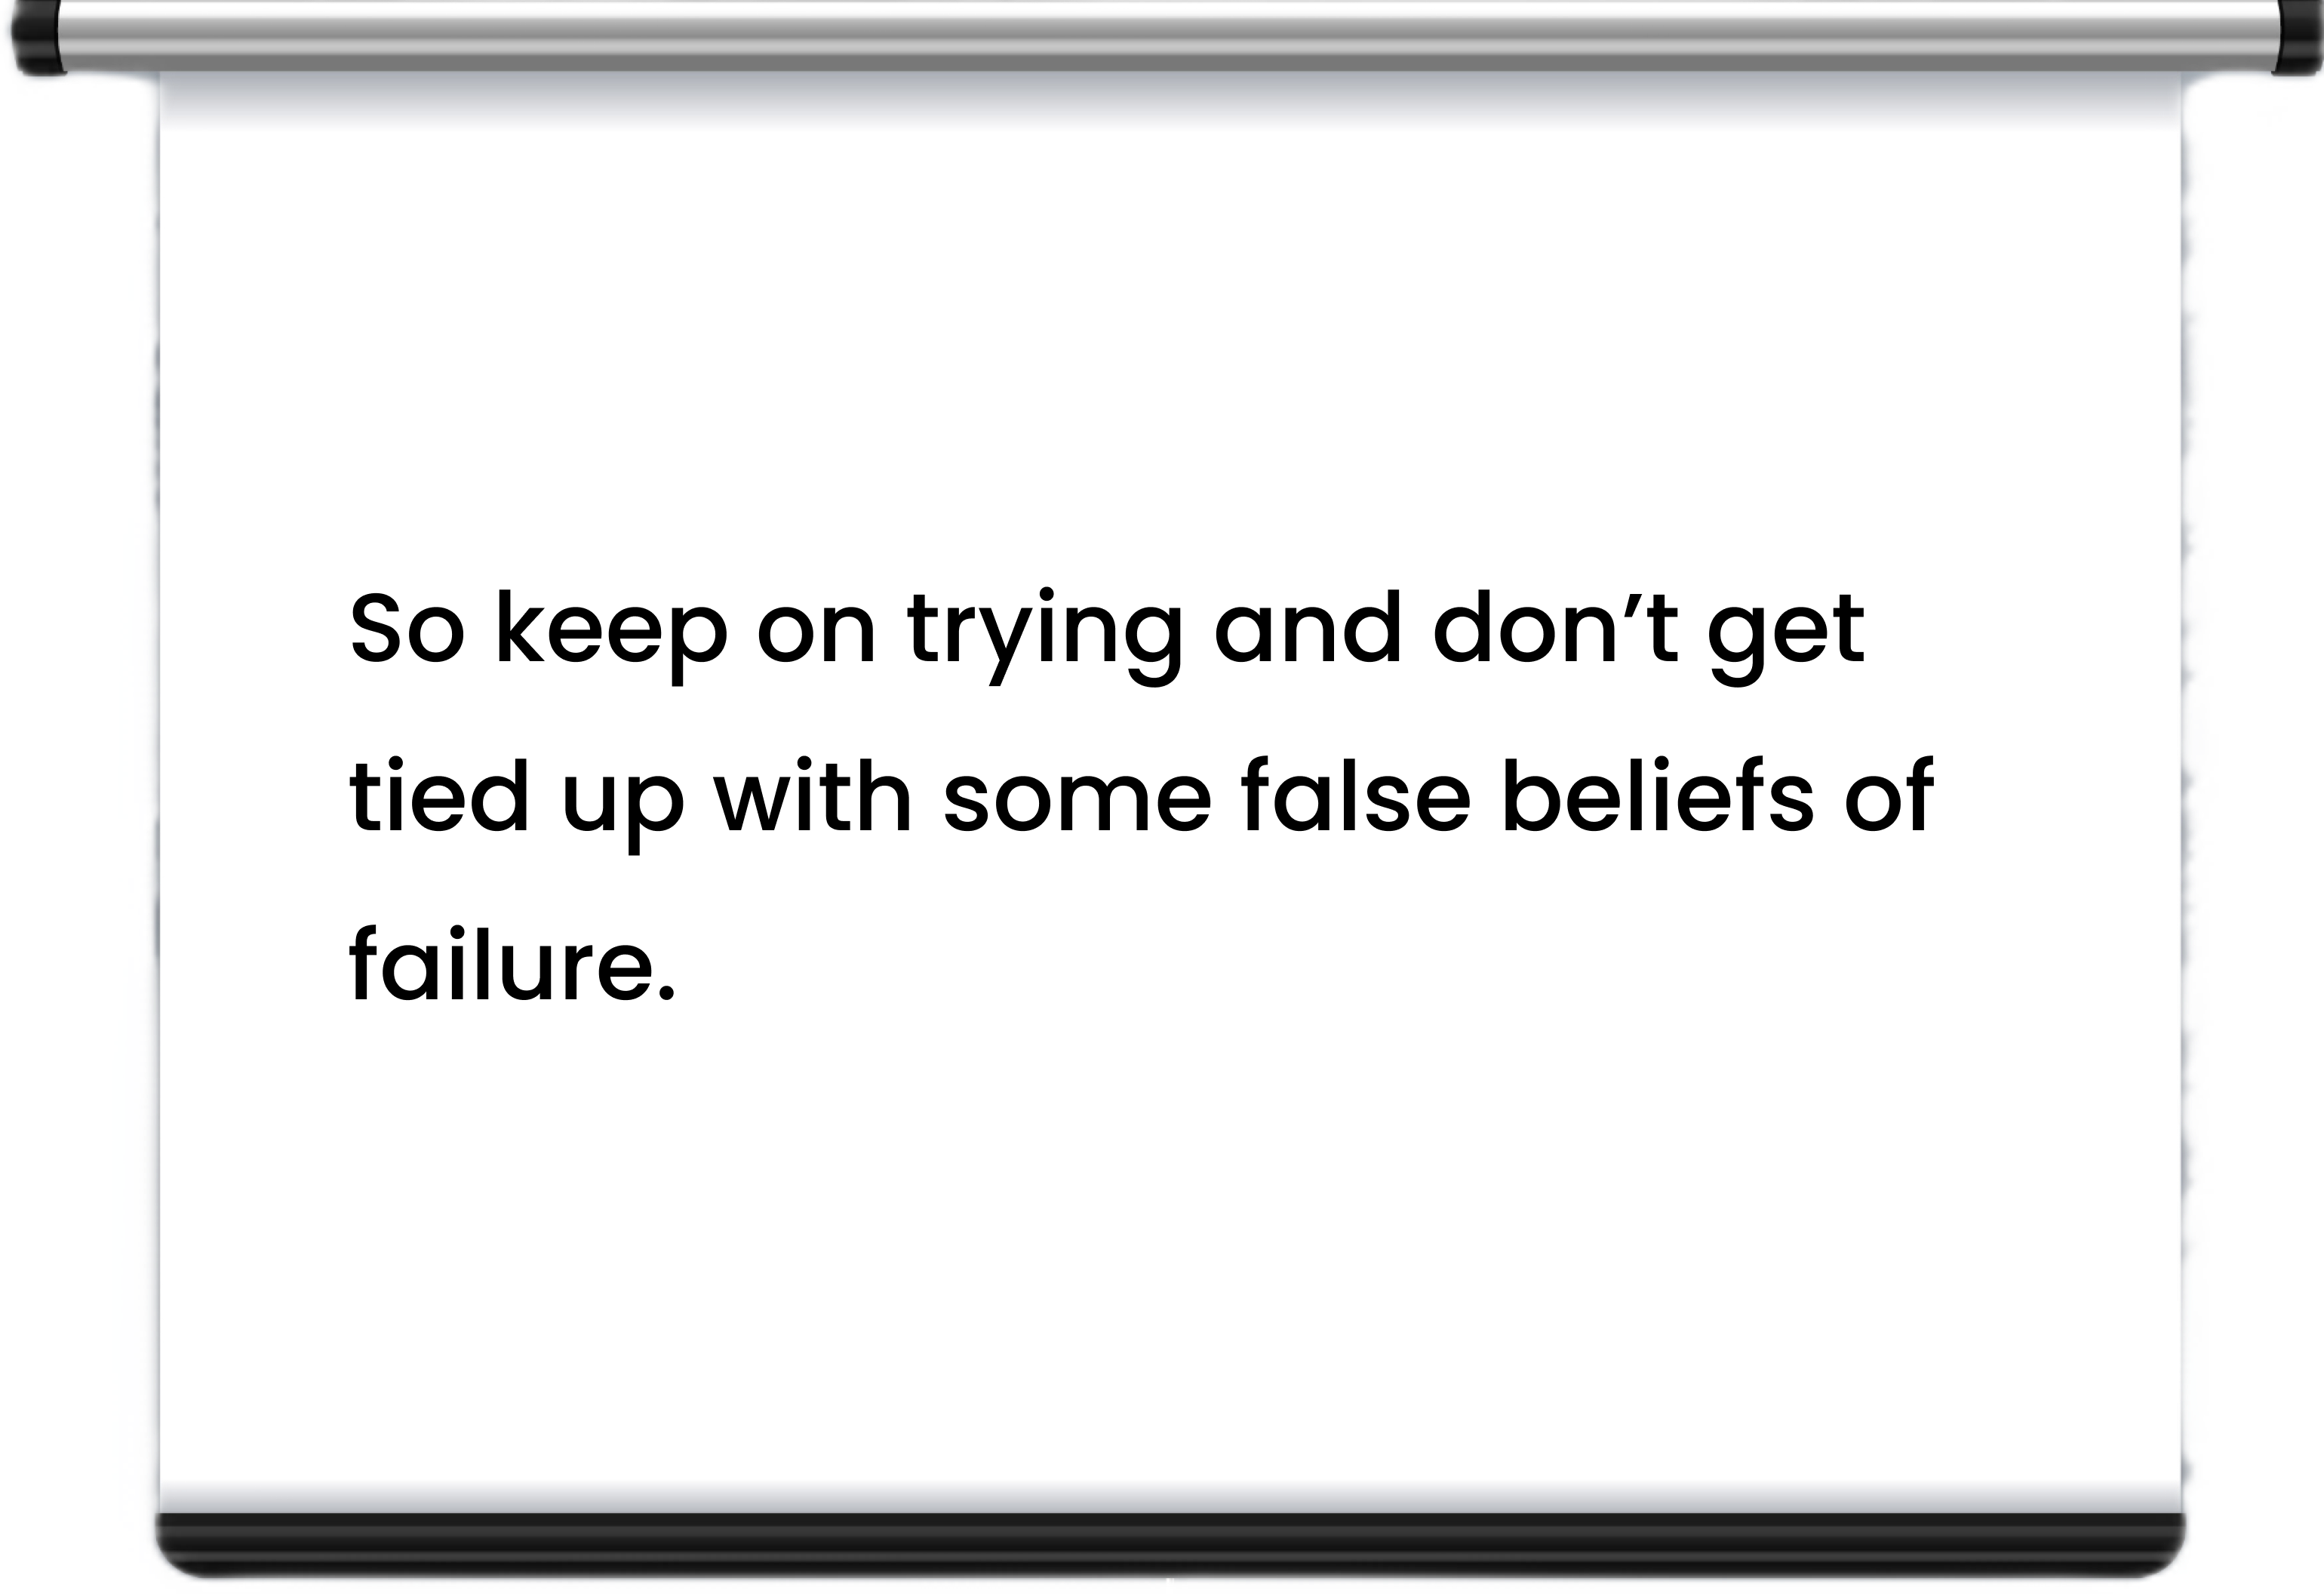 So keep on trying and don’t get
tied up with some false beliefs of
failure.